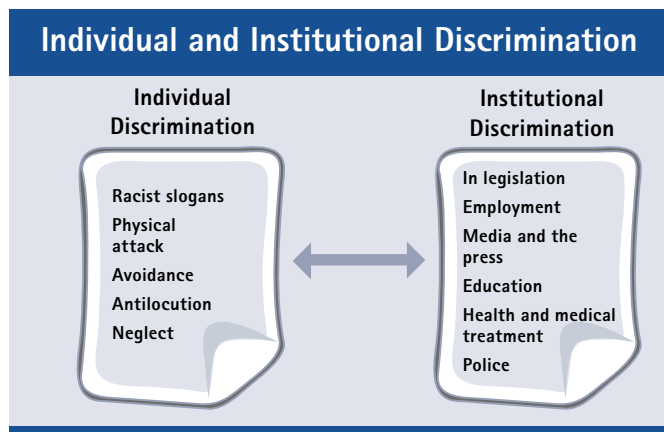 Individual and Institutional Discrimination
Individual
Discrimination
Racist slogans
Physical
attack
Avoidance
Antilocution
Neglect
Institutional
Discrimination
In legislation
Employment
Media and the
press
Education
Health and medical
treatment
Police